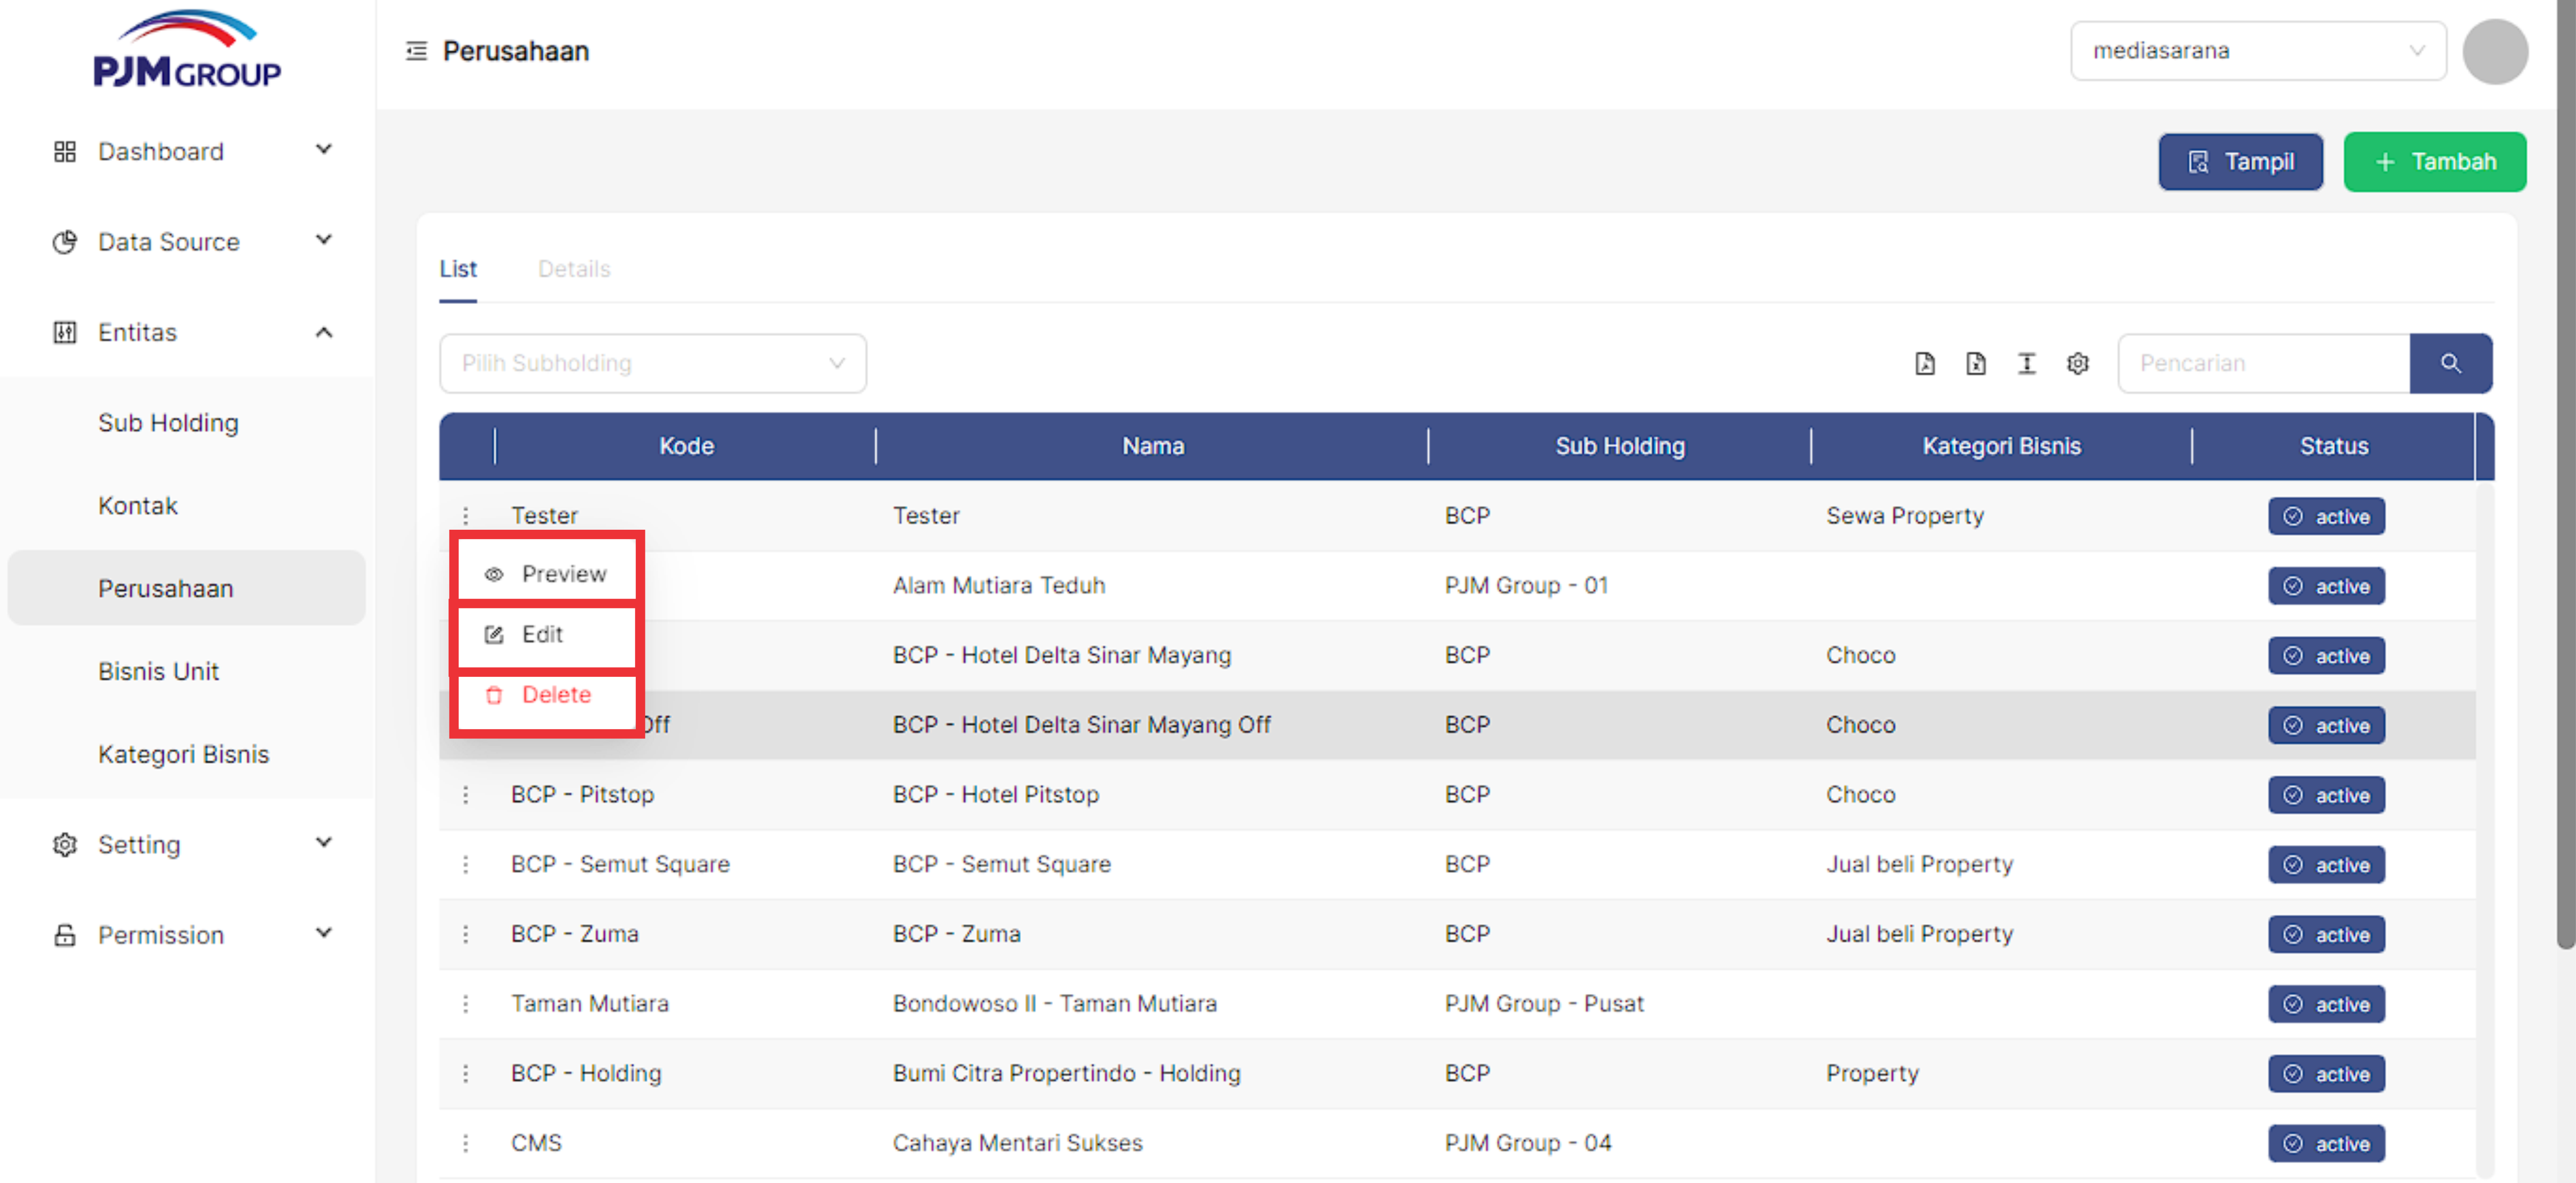 PJM GROUP
Perusahaan
mediasarana
Dashboard
Data Source
Entitas
Sub Holding
Kontak
Perusahaan
Bisnis Unit
Kategori Bisnis
Setting
Permission
Tampil
+ Tambah
List Details
Pilih Subholding
Pencarian
Kode Nama Sub Holding Kategori Bisnis Status
Tester Tester BCP Sewa Property active
Alam Mutiara Teduh PJM Group - 01 active
BCP - Hotel Delta Sinar Mayang BCP Choco active
Off BCP - Hotel Delta Sinar Mayang Off BCP Choco active
Preview
Edit
Delete
BCP - Pitstop BCP - Hotel Pitstop BCP Choco active
BCP - Semut Square BCP - Semut Square BCP Jual beli Property active
BCP - Zuma BCP - Zuma BCP Jual beli Property active
Taman Mutiara Bondowoso II - Taman Mutiara PJM Group - Pusat active
BCP - Holding Bumi Citra Propertindo - Holding BCP Property active
CMS Cahaya Mentari Sukses PJM Group - 04 active